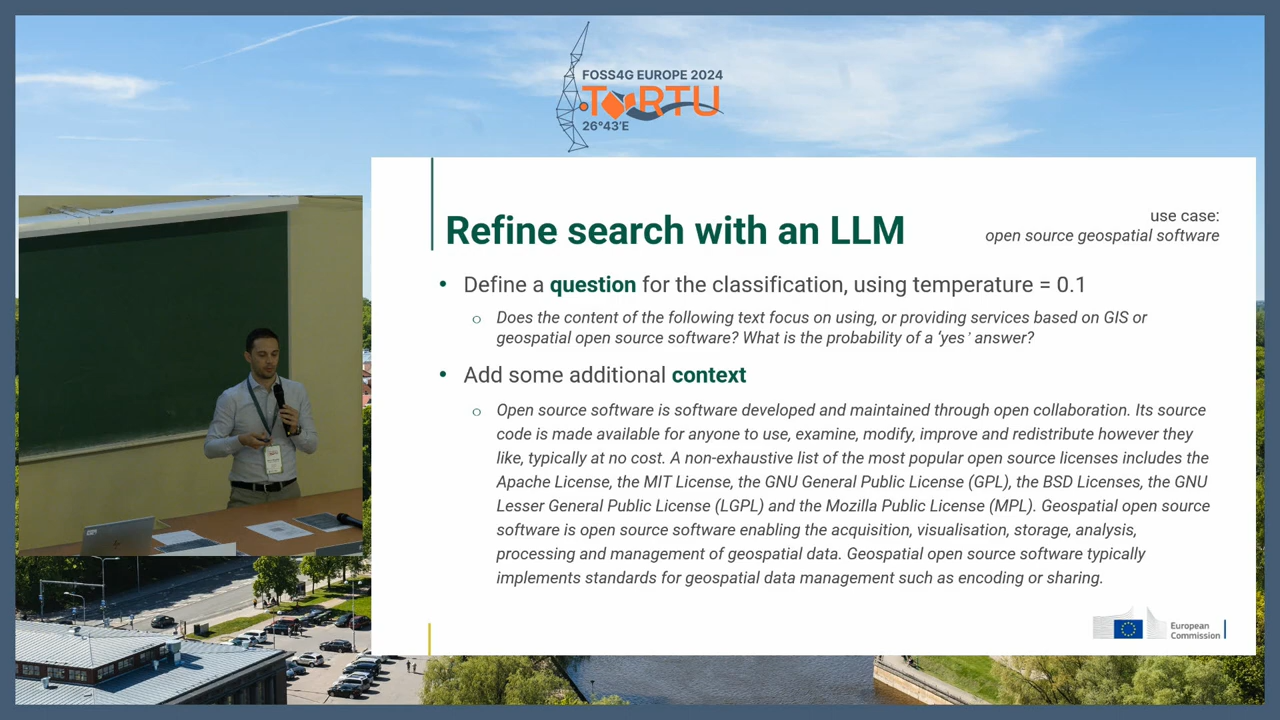 FOSS4G EUROPE 2024
TARTU
26°43'E
Refine search with an LLM
use case:
open source geospatial software
• Define a question for the classification, using temperature = 0.1
○ Does the content of the following text focus on using, or providing services based on GIS or
geospatial open source software? What is the probability of a ‘yes’ answer?
• Add some additional context
○ Open source software is software developed and maintained through open collaboration. Its source
code is made available for anyone to use, examine, modify, improve and redistribute however they
like, typically at no cost. A non-exhaustive list of the most popular open source licenses includes the
Apache License, the MIT License, the GNU General Public License (GPL), the BSD Licenses, the GNU
Lesser General Public License (LGPL) and the Mozilla Public License (MPL). Geospatial open source
software is open source software enabling the acquisition, visualisation, storage, analysis,
processing and management of geospatial data. Geospatial open source software typically
implements standards for geospatial data management such as encoding or sharing.
European
Commission